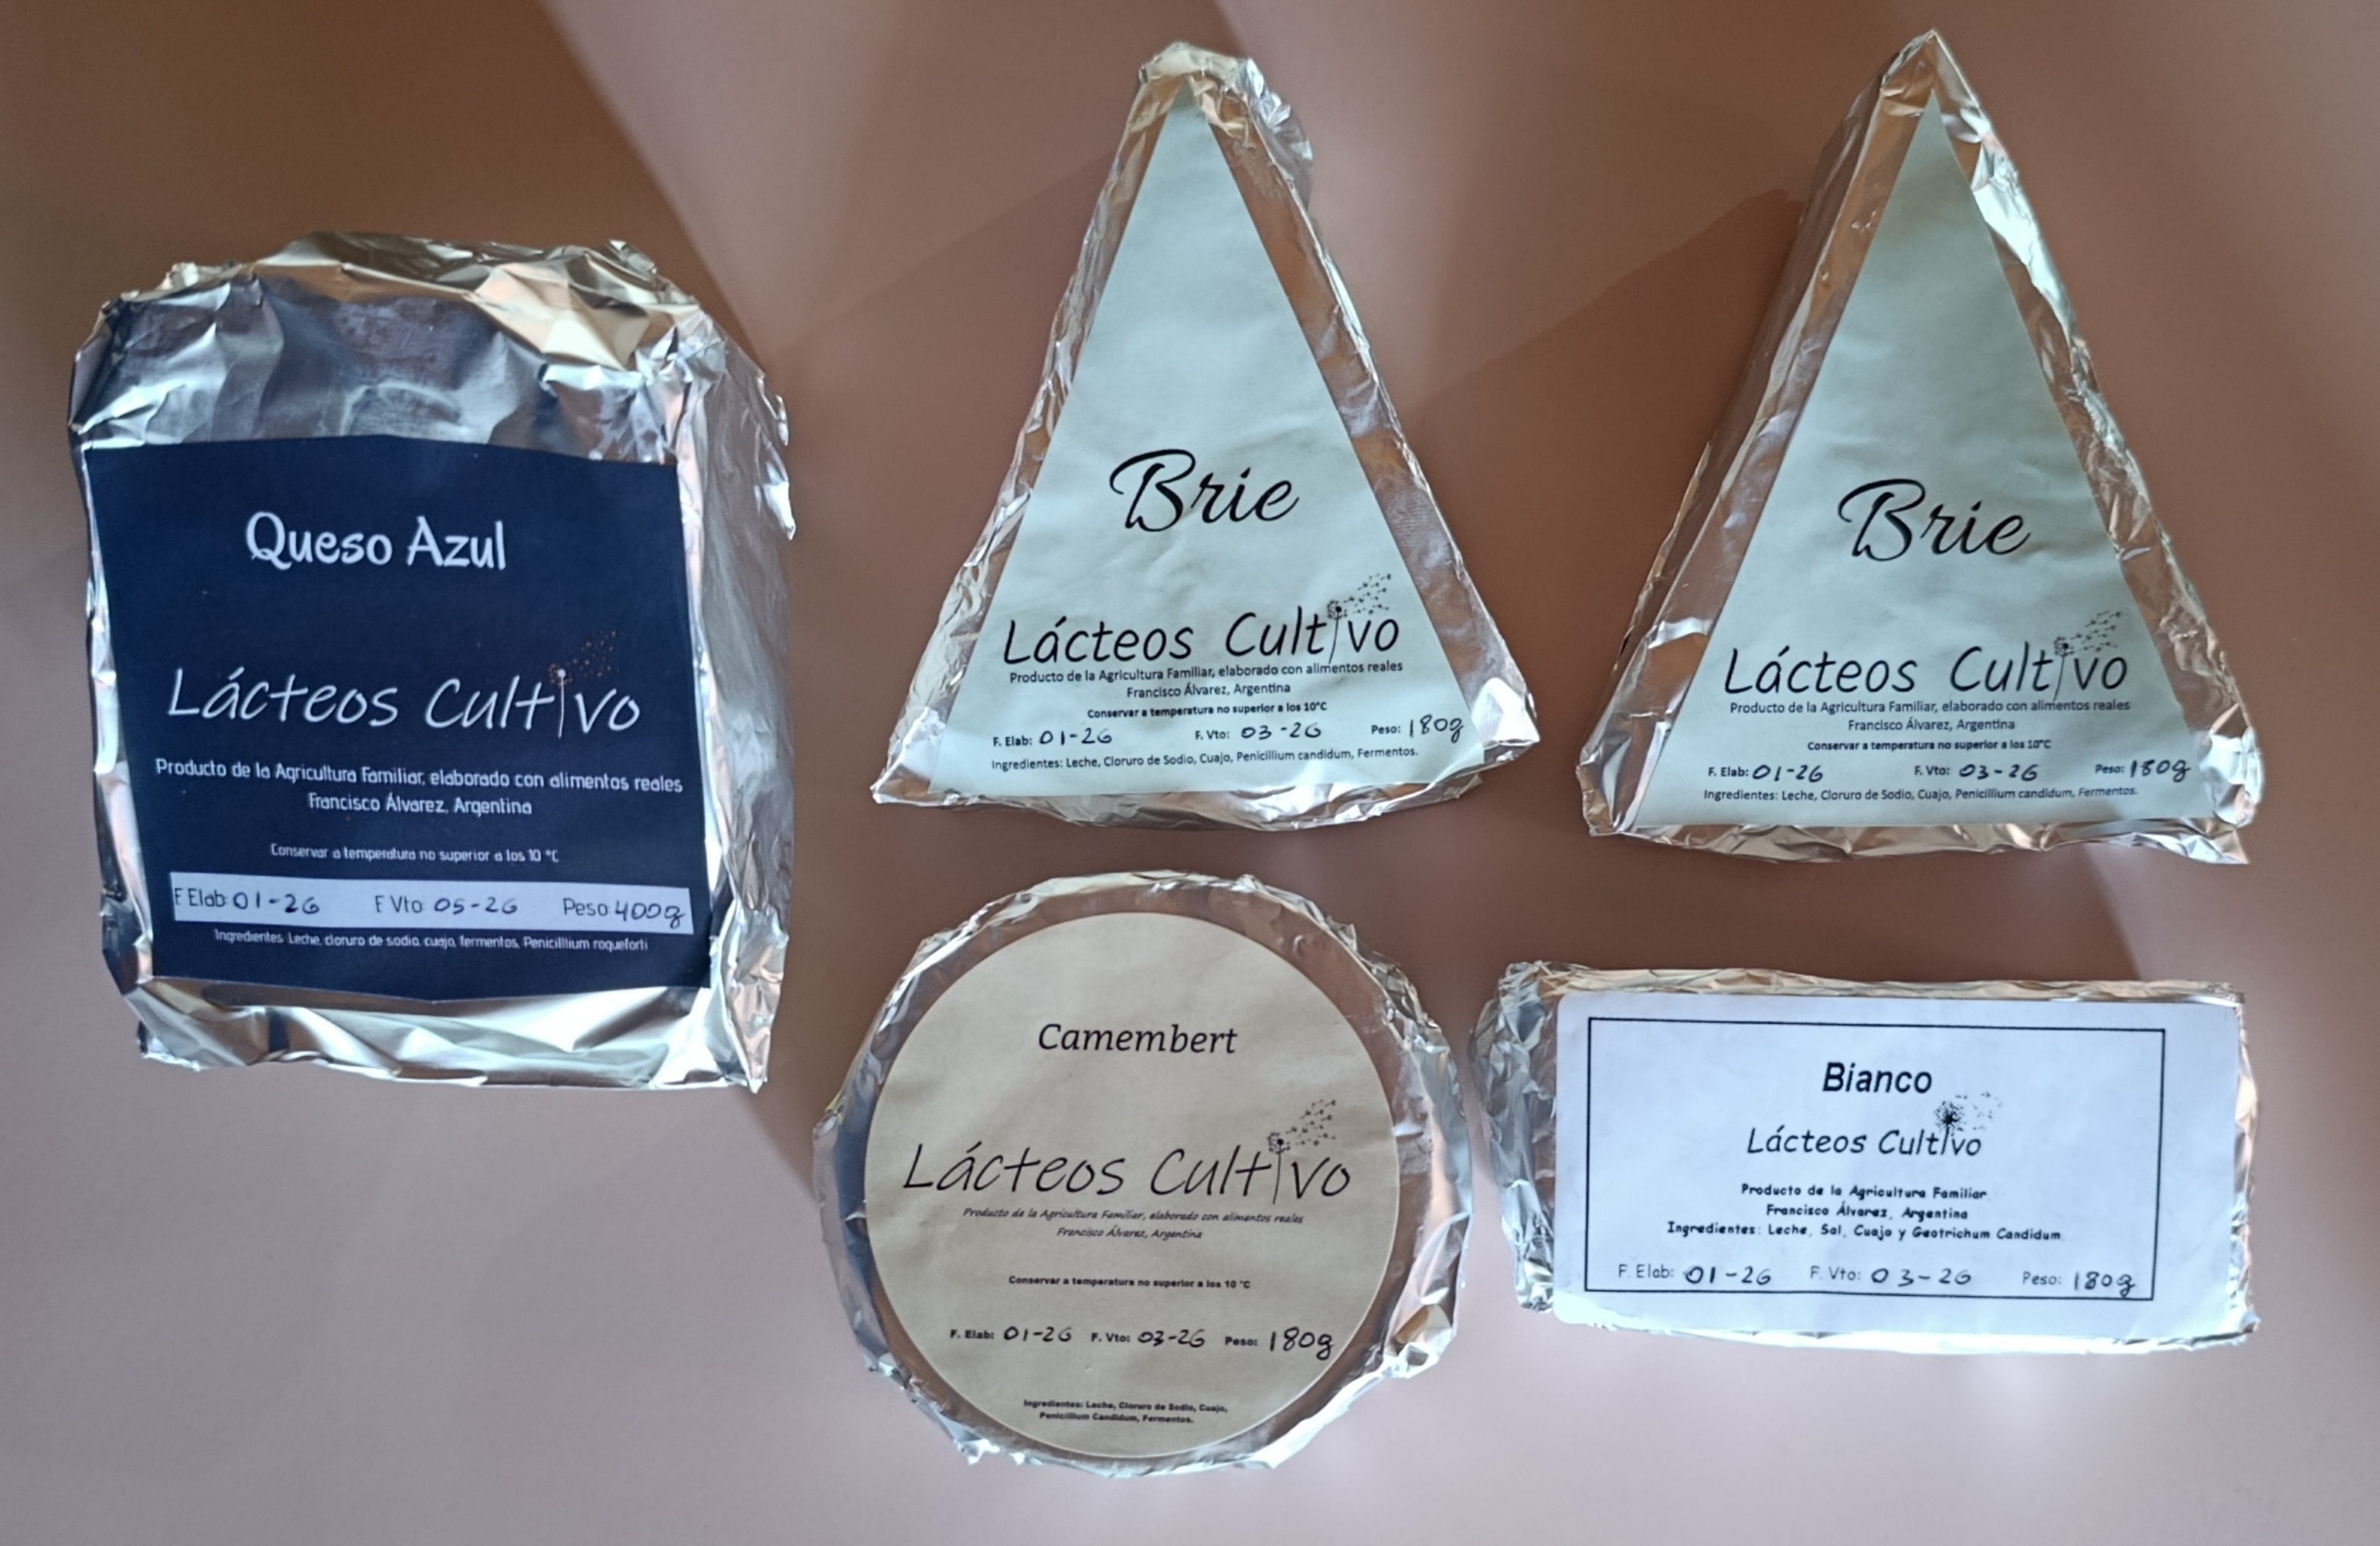 Queso Azul
Lácteos Cultivo
Producto de la Agricultura Familiar, elaborado con alimentos reales
Francisco Álvarez, Argentina
Conservar a temperatura no superior a los 10 °C
F Elab: 01-26 F Vto: 05-26 Peso: 400g
Ingredientes: Leche, cloruro de sodio, cuajo, fermentos, Penicilllium roqueforti
Brie
Lácteos Cultivo
Producto de la Agricultura Familiar, elaborado con alimentos reales
Francisco Álvarez, Argentina
Conservar a temperatura no superior a los 10°C
F. Elab: 01-26 F. Vto: 03-26 Peso: 180g
Ingredientes: Leche, Cloruro de Sodio, Cuajo, Penicillium candidum, Fermentos.
Brie
Lácteos Cultivo
Producto de la Agricultura Familiar, elaborado con alimentos reales
Francisco Álvarez, Argentina
Conservar a temperatura no superior a los 10°C
F. Elab: 01-26 F. Vto: 03-26 Peso: 180g
Ingredientes: Leche, Cloruro de Sodio, Cuajo, Penicillium candidum, Fermentos.
Camembert
Lácteos Cultivo
Producto de la Agricultura Familiar, elaborado con alimentos reales
Francisco Álvarez, Argentina
Conservar a temperatura no superior a los 10 °C
F. Elab: 01-26 F. Vto: 03-26 Peso: 180g
Ingredientes: Leche, Cloruro de Sodio, Cuajo,
Penicillium Candidum, Fermentos.
Bianco
Lácteos Cultivo
Producto de la Agricultura Familiar
Francisco Álvarez, Argentina
Ingredientes: Leche, Sal, Cuajo y Geotrichum Candidum
F. Elab: 01-26 F. Vto: 03-26 Peso: 180g